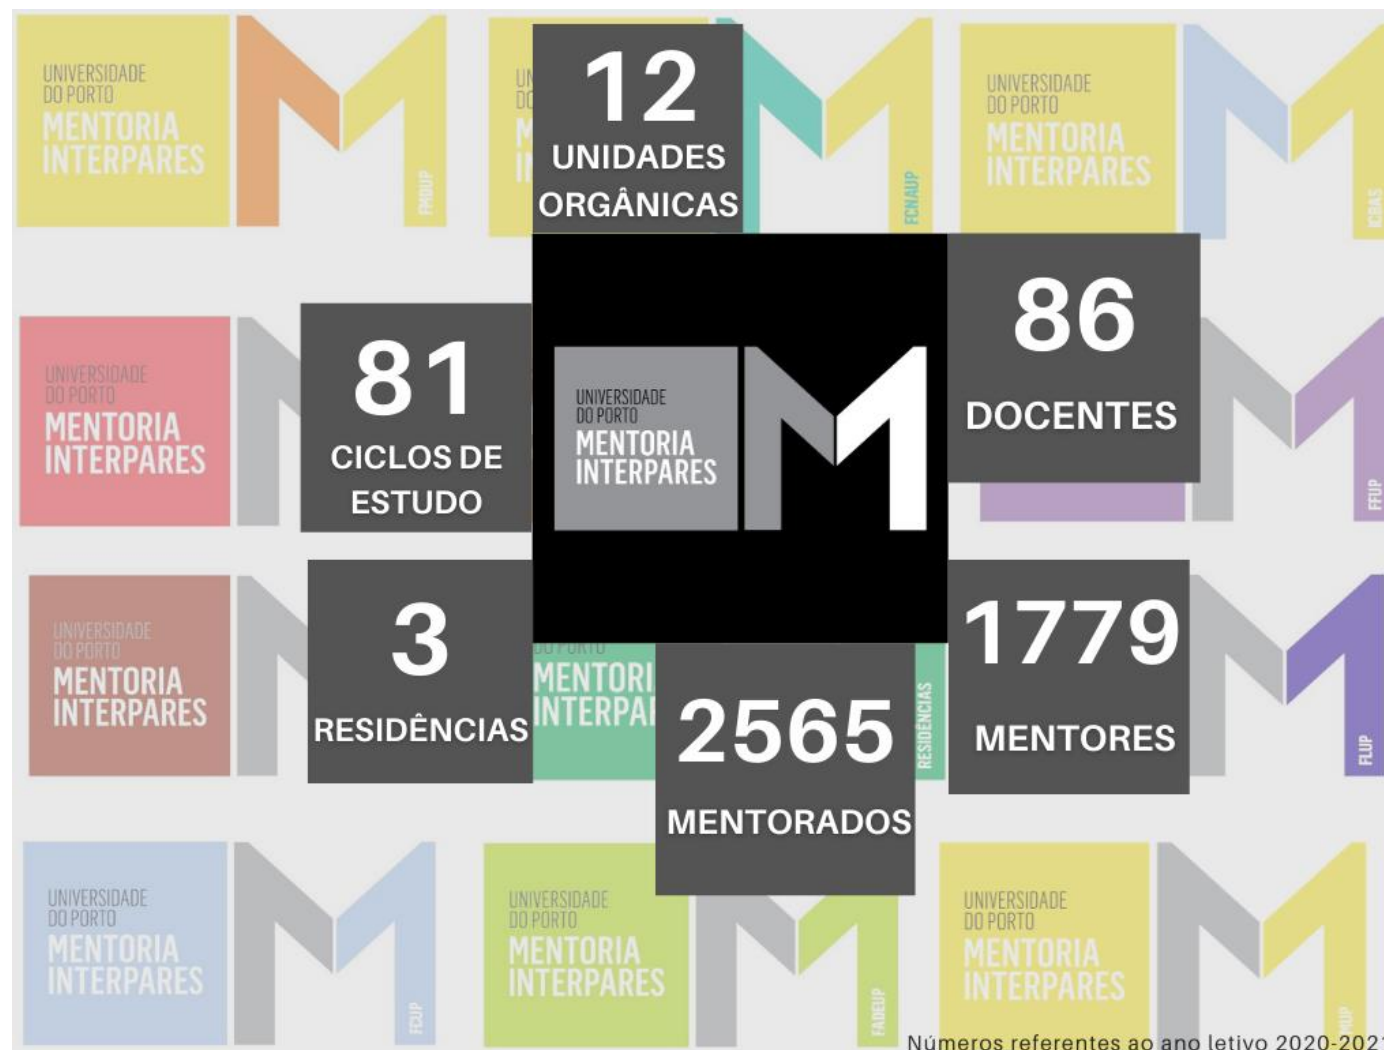 UNIVERSIDADE
DO PORTO
MENTORIA
INTERPARES
FMDUP
12
UNIDADES
ORGÂNICAS
FCNAUP
UNIVERSIDADE
DO PORTO
MENTORIA
INTERPARES
ICBAS
UNIVERSIDADE
DO PORTO
MENTORIA
INTERPARES
81
CICLOS DE
ESTUDO
UNIVERSIDADE
DO PORTO
MENTORIA
INTERPARES
86
DOCENTES
FFUP
UNIVERSIDADE
DO PORTO
MENTORIA
INTERPARES
3
RESIDÊNCIAS
DO PORTO
MENTORI
INTERPA
RESIDÊNCIAS
2565
MENTORADOS
1779
MENTORES
FLUP
UNIVERSIDADE
DO PORTO
MENTORIA
INTERPARES
FCUP
UNIVERSIDADE
DO PORTO
MENTORIA
INTERPARES
FADEUP
UNIVERSIDADE
DO PORTO
MENTORIA
INTERPARES
Números referentes ao ano letivo 2020-2021